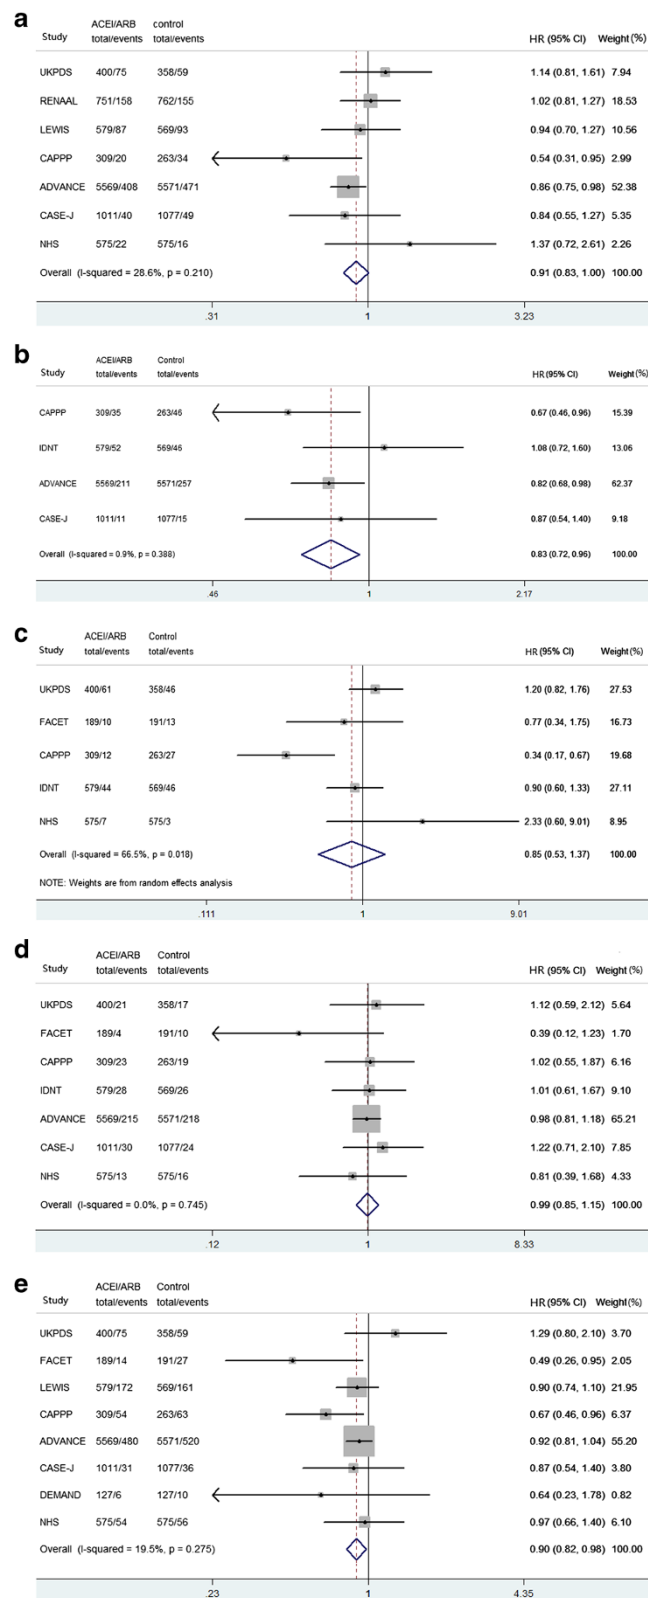 a
ACEI/ARB control
Study total/events total/events HR (95% CI) Weight(%)
UKPDS 400/75 358/59 1.14 (0.81, 1.61) 7.94
RENAAL 751/158 762/155 1.02 (0.81, 1.27) 18.53
LEWIS 579/87 569/93 0.94 (0.70, 1.27) 10.56
CAPPP 309/20 263/34 0.54 (0.31, 0.95) 2.99
ADVANCE 5569/408 5571/471 0.86 (0.75, 0.98) 52.38
CASE-J 1011/40 1077/49 0.84 (0.55, 1.27) 5.35
NHS 575/22 575/16 1.37 (0.72, 2.61) 2.26
Overall (I-squared = 28.6%, p = 0.210) 0.91 (0.83, 1.00) 100.00
.31 1 3.23
b
ACEI/ARB Control
Study total/events total/events HR (95% CI) Weight(%)
CAPPP 309/35 263/46 0.67 (0.46, 0.96) 15.39
IDNT 579/52 569/46 1.08 (0.72, 1.60) 13.06
ADVANCE 5569/211 5571/257 0.82 (0.68, 0.98) 62.37
CASE-J 1011/11 1077/15 0.87 (0.54, 1.40) 9.18
Overall (I-squared = 0.9%, p = 0.388) 0.83 (0.72, 0.96) 100.00
.46 1 2.17
c
ACEI/ARB Control
Study total/events total/events HR (95% CI) Weight(%)
UKPDS 400/61 358/46 1.20 (0.82, 1.76) 27.53
FACET 189/10 191/13 0.77 (0.34, 1.75) 16.73
CAPPP 309/12 263/27 0.34 (0.17, 0.67) 19.68
IDNT 579/44 569/46 0.90 (0.60, 1.33) 27.11
NHS 575/7 575/3 2.33 (0.60, 9.01) 8.95
Overall (I-squared = 66.5%, p = 0.018) 0.85 (0.53, 1.37) 100.00
NOTE: Weights are from random effects analysis
.111 1 9.01
d
ACEI/ARB Control
Study total/events total/events HR (95% CI) Weight(%)
UKPDS 400/21 358/17 1.12 (0.59, 2.12) 5.64
FACET 189/4 191/10 0.39 (0.12, 1.23) 1.70
CAPPP 309/23 263/19 1.02 (0.55, 1.87) 6.16
IDNT 579/28 569/26 1.01 (0.61, 1.67) 9.10
ADVANCE 5569/215 5571/218 0.98 (0.81, 1.18) 65.21
CASE-J 1011/30 1077/24 1.22 (0.71, 2.10) 7.85
NHS 575/13 575/16 0.81 (0.39, 1.68) 4.33
Overall (I-squared = 0.0%, p = 0.745) 0.99 (0.85, 1.15) 100.00
.12 1 8.33
e
ACEI/ARB Control
Study total/events total/events HR (95% CI) Weight(%)
UKPDS 400/75 358/59 1.29 (0.80, 2.10) 3.70
FACET 189/14 191/27 0.49 (0.26, 0.95) 2.05
LEWIS 579/172 569/161 0.90 (0.74, 1.10) 21.95
CAPPP 309/54 263/63 0.67 (0.46, 0.96) 6.37
ADVANCE 5569/480 5571/520 0.92 (0.81, 1.04) 55.20
CASE-J 1011/31 1077/36 0.87 (0.54, 1.40) 3.80
DEMAND 127/6 127/10 0.64 (0.23, 1.78) 0.82
NHS 575/54 575/56 0.97 (0.66, 1.40) 6.10
Overall (I-squared = 19.5%, p = 0.275) 0.90 (0.82, 0.98) 100.00
.23 1 4.35